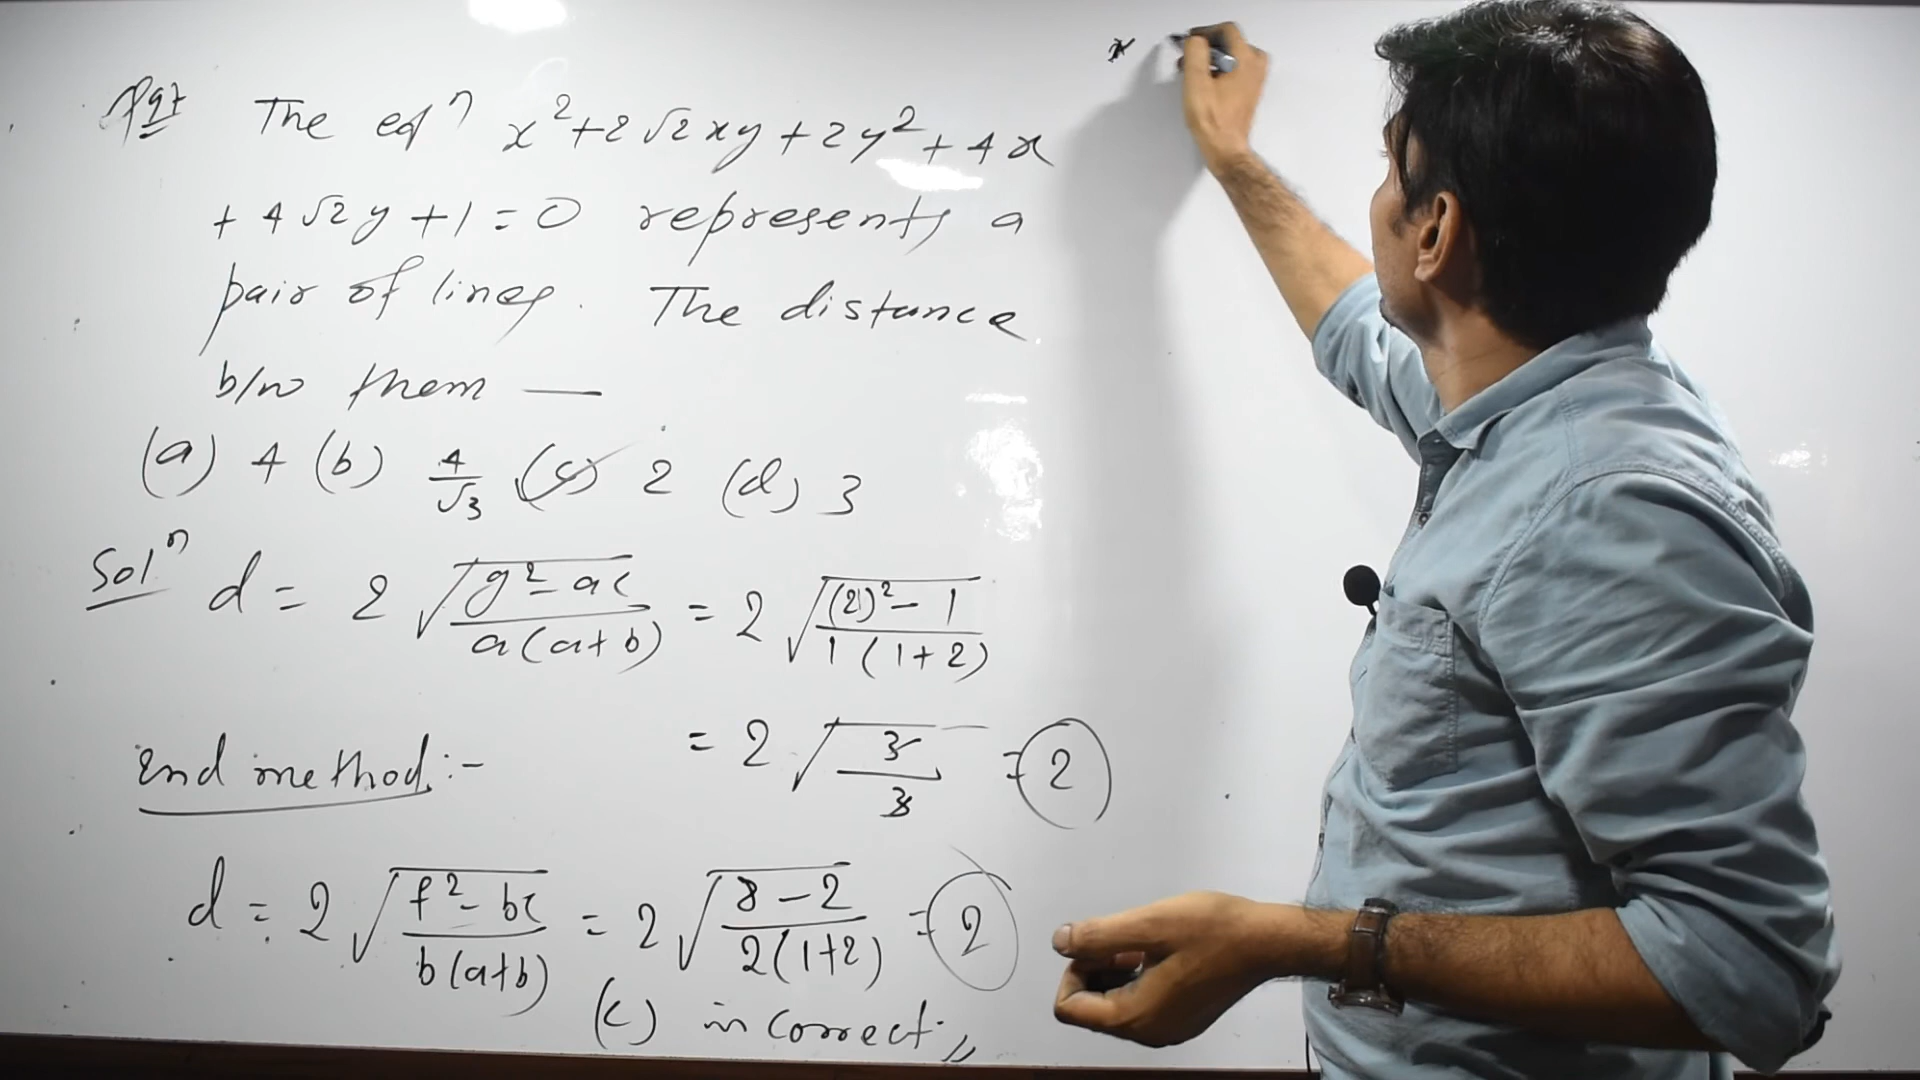 The eqⁿ x²+2√2xy+2y²+4x
+4√2y+1=0 represents a
pair of lines. The distance
b/w them —
(a) 4 (b) 4/√3 (c) 2 (d) 3
Solⁿ d = 2√((g²-ac)/(a(a+b))) = 2√(((2)²-1)/(1(1+2)))
= 2√(3/3) = 2
2nd method:-
d = 2√((f²-bc)/(b(a+b))) = 2√((8-2)/(2(1+2))) = 2
(c) is correct,,
x